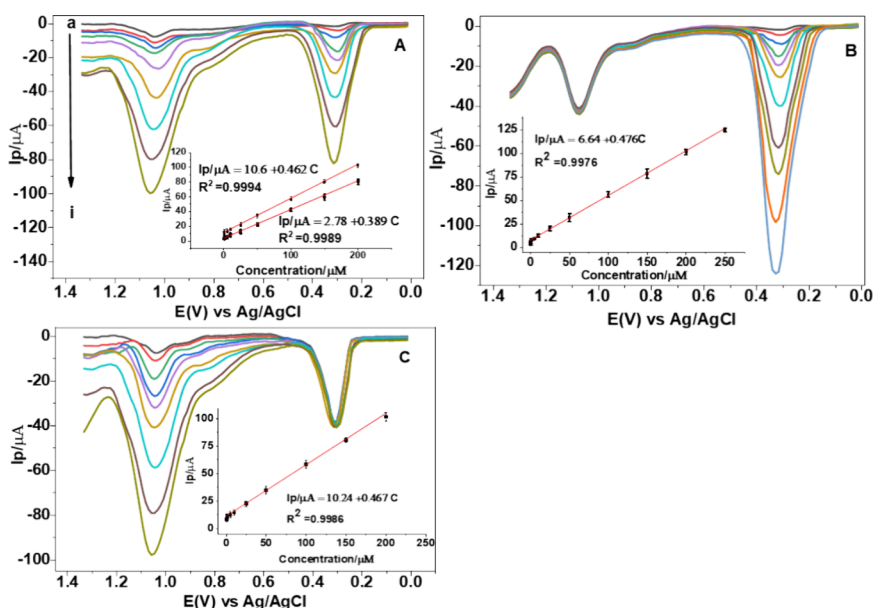 a
A
i
0
-20
-40
-60
-80
-100
-120
-140
Ip/μA
Ip/μA = 10.6 +0.462 C
R² = 0.9994
Ip/μA = 2.78 +0.389 C
R² = 0.9989
100
80
60
40
20
0
Ip/μA
0 50 100 150 200
Concentration/μM
1.4 1.2 1.0 0.8 0.6 0.4 0.2 0.0
E(V) vs Ag/AgCl
B
0
-20
-40
-60
-80
-100
-120
Ip/μA
Ip/μA = 6.64 +0.476C
R² = 0.9976
125
100
75
50
25
0
Ip/μA
0 50 100 150 200 250
Concentration/μM
1.4 1.2 1.0 0.8 0.6 0.4 0.2 0.0
E(V) vs Ag/AgCl
C
0
-20
-40
-60
-80
-100
Ip/μA
Ip/μA = 10.24 +0.467 C
R² = 0.9986
100
75
50
25
0
Ip/μA
0 50 100 150 200 250
Concentration/μM
1.4 1.2 1.0 0.8 0.6 0.4 0.2 0.0
E(V) vs Ag/AgCl